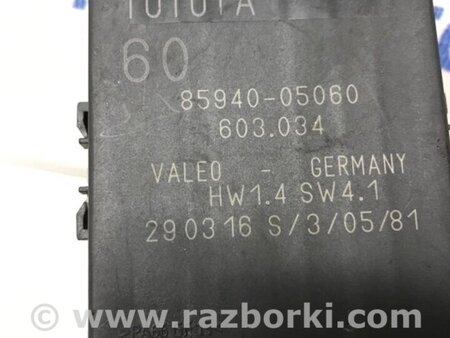 TOYOTA
60
85940-05060
603.034
VALEO - GERMANY
HW1.4 SW4.1
290316 S/3/05/81
www.razborki.com